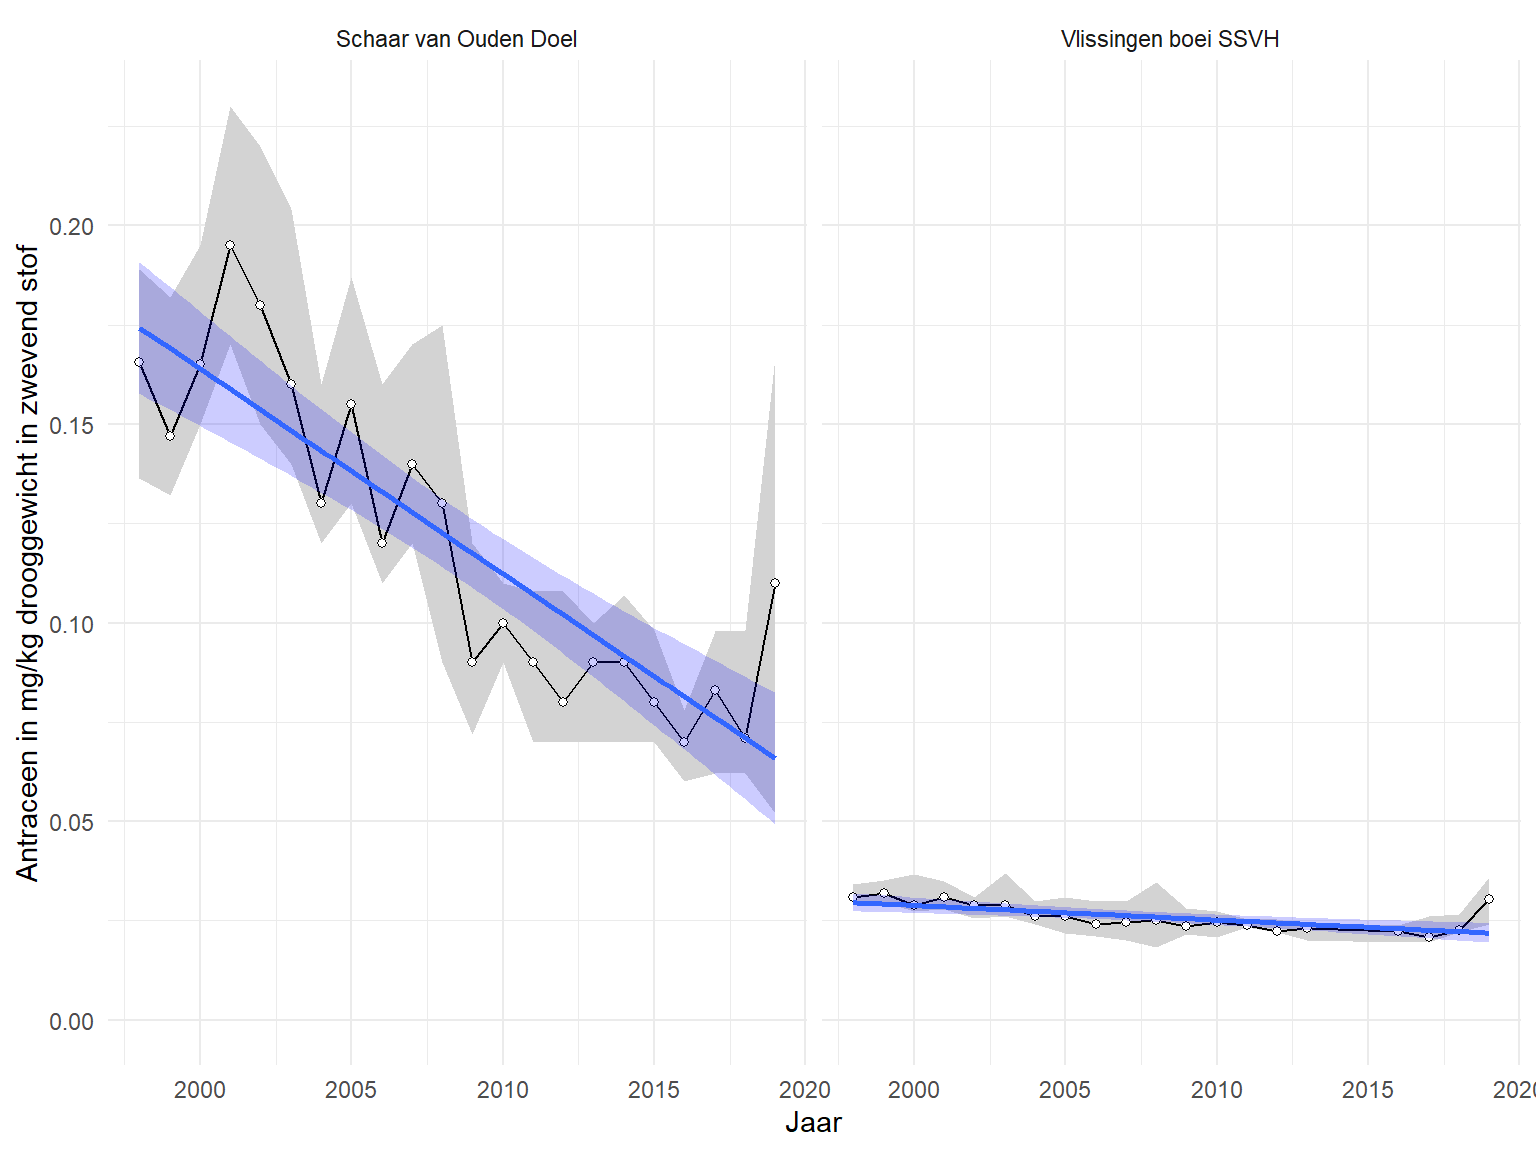 Schaar van Ouden Doel
Vlissingen boei SSVH
Antraceen in mg/kg drooggewicht in zwevend stof
0.20
0.15
0.10
0.05
0.00
2000 2005 2010 2015 2020
2000 2005 2010 2015 2020
Jaar